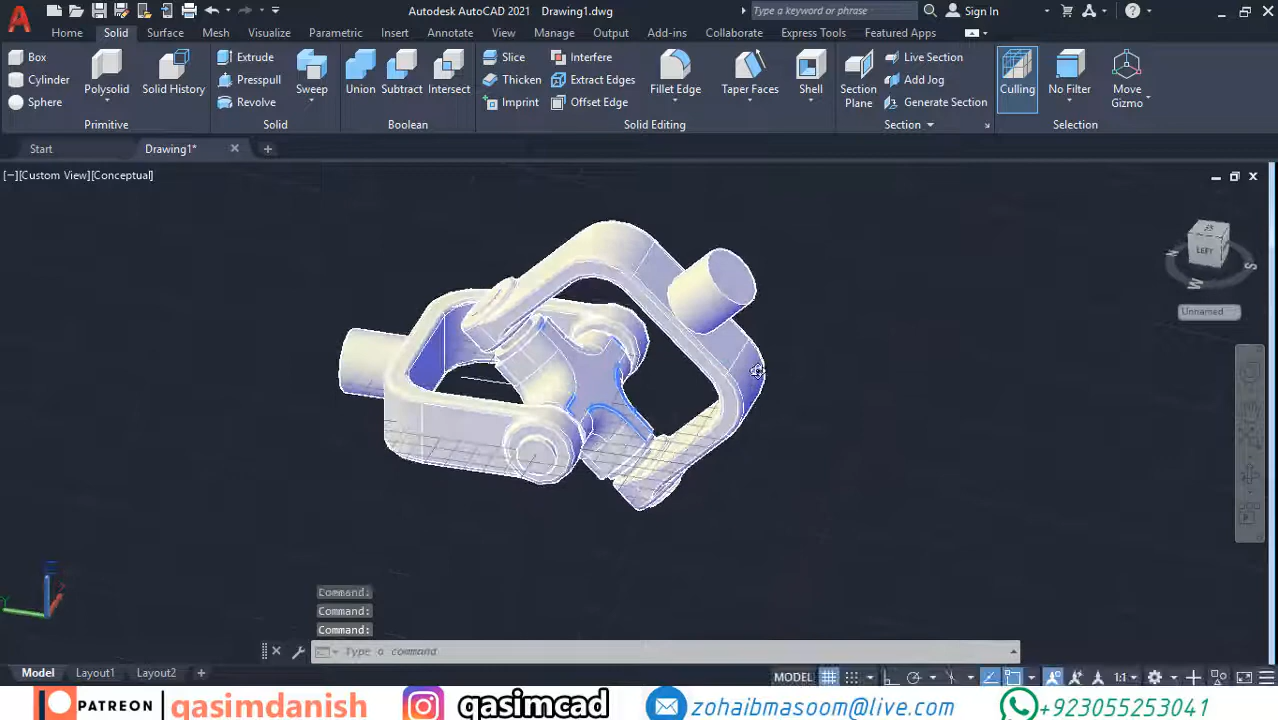 Autodesk AutoCAD 2021 Drawing1.dwg Type a keyword or phrase Sign In
Home Solid Surface Mesh Visualize Parametric Insert Annotate View Manage Output Add-ins Collaborate Express Tools Featured Apps
Box Cylinder Sphere Polysolid Solid History Primitive
Extrude Presspull Revolve Sweep Solid
Union Subtract Intersect Boolean
Slice Thicken Imprint Interfere Extract Edges Offset Edge Fillet Edge Taper Faces Shell Solid Editing
Section Plane Live Section Add Jog Generate Section Section
Culling No Filter Move Gizmo Selection
Start Drawing1*
[−][Custom View][Conceptual]
LEFT
N S W
Unnamed
Y
Command:
Command:
Command:
Type a command
Model Layout1 Layout2 MODEL 1:1
PATREON qasimdanish qasimcad zohaibmasoom@live.com +923055253041